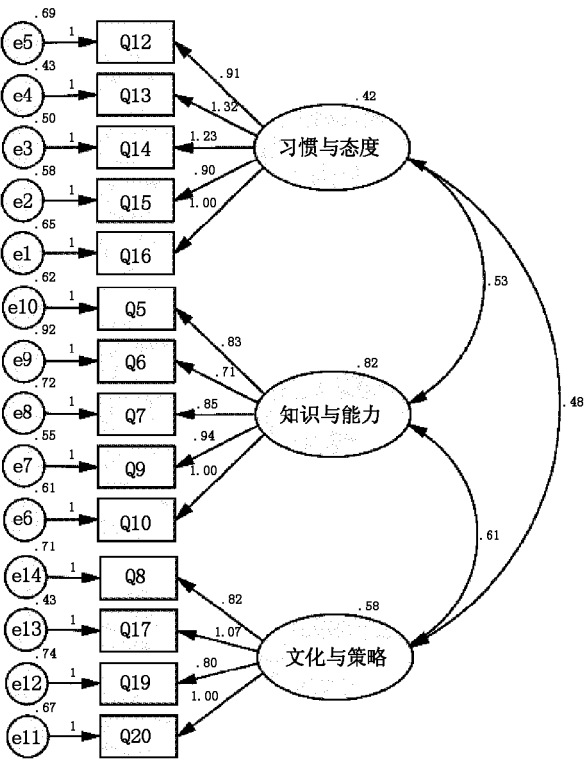 .69
e5 1 Q12
.91
.43
e4 1 Q13
1.32
.42
.50
e3 1 Q14
1.23
习惯与态度
.58
e2 1 Q15
.90
1.00
.65
e1 1 Q16
.53
.62
e10 1 Q5
.83
.92
e9 1 Q6
.71
.82
.72
e8 1 Q7
.85
知识与能力
.48
.55
e7 1 Q9
.94
1.00
.61
e6 1 Q10
.61
.71
e14 1 Q8
.82
.43
e13 1 Q17
1.07
.58
.74
e12 1 Q19
.80
文化与策略
1.00
.67
e11 1 Q20